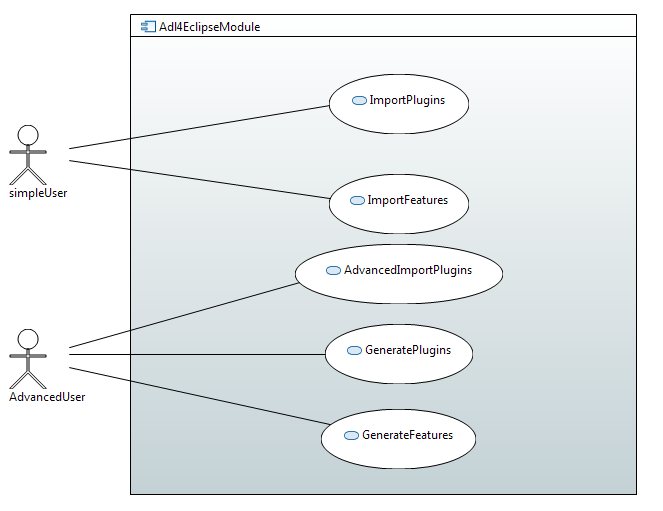 Adl4EclipseModule
ImportPlugins
simpleUser
ImportFeatures
AdvancedImportPlugins
GeneratePlugins
AdvancedUser
GenerateFeatures